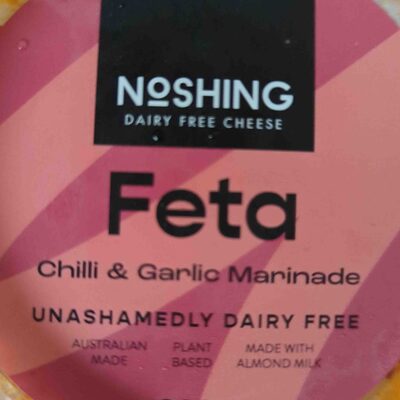 NOSHING
DAIRY FREE CHEESE
Feta
Chilli & Garlic Marinade
UNASHAMEDLY DAIRY FREE
AUSTRALIAN MADE
PLANT BASED
MADE WITH ALMOND MILK